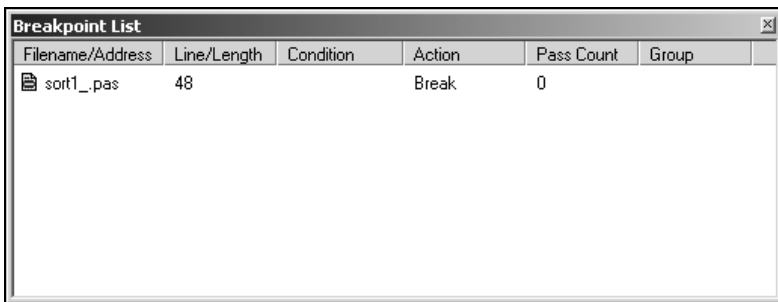 Breakpoint List
Filename/Address Line/Length Condition Action Pass Count Group
sort1_.pas 48 Break 0